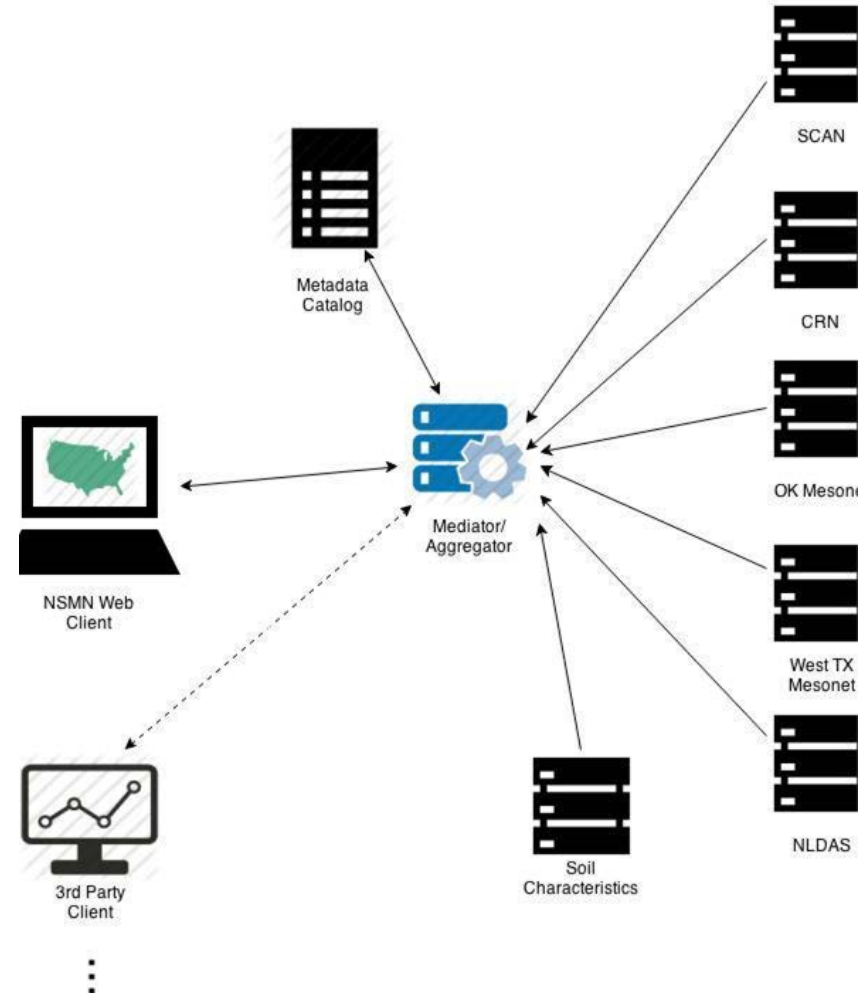 SCAN
Metadata
Catalog
CRN
OK Mesone
Mediator/
Aggregator
NSMN Web
Client
West TX
Mesonet
NLDAS
Soil
Characteristics
3rd Party
Client